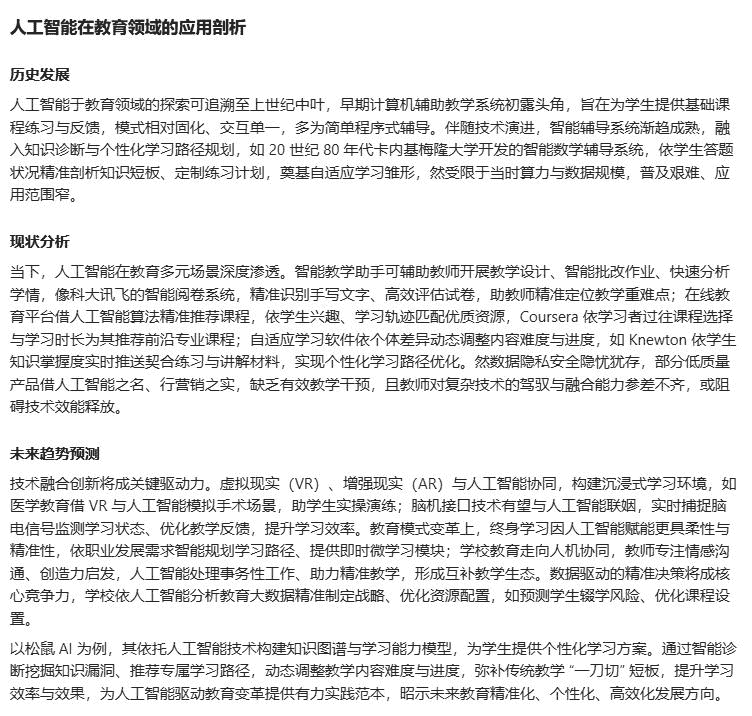 人工智能在教育领域的应用剖析
历史发展
人工智能于教育领域的探索可追溯至上世纪中叶，早期计算机辅助教学系统初露头角，旨在为学生提供基础课
程练习与反馈，模式相对固化、交互单一，多为简单程序式辅导。伴随技术演进，智能辅导系统渐趋成熟，融
入知识诊断与个性化学习路径规划，如 20 世纪 80 年代卡内基梅隆大学开发的智能数学辅导系统，依学生答题
状况精准剖析知识短板、定制练习计划，奠基自适应学习雏形，然受限于当时算力与数据规模，普及艰难、应
用范围窄。
现状分析
当下，人工智能在教育多元场景深度渗透。智能教学助手可辅助教师开展教学设计、智能批改作业、快速分析
学情，像科大讯飞的智能阅卷系统，精准识别手写文字、高效评估试卷，助教师精准定位教学重难点；在线教
育平台借人工智能算法精准推荐课程，依学生兴趣、学习轨迹匹配优质资源，Coursera 依学习者过往课程选择
与学习时长为其推荐前沿专业课程；自适应学习软件依个体差异动态调整内容难度与进度，如 Knewton 依学生
知识掌握度实时推送契合练习与讲解材料，实现个性化学习路径优化。然数据隐私安全隐忧犹存，部分低质量
产品借人工智能之名、行营销之实，缺乏有效教学干预，且教师对复杂技术的驾驭与融合能力参差不齐，或阻
碍技术效能释放。
未来趋势预测
技术融合创新将成关键驱动力。虚拟现实（VR）、增强现实（AR）与人工智能协同，构建沉浸式学习环境，如
医学教育借 VR 与人工智能模拟手术场景，助学生实操演练；脑机接口技术有望与人工智能联姻，实时捕捉脑
电信号监测学习状态、优化教学反馈，提升学习效率。教育模式变革上，终身学习因人工智能赋能更具柔性与
精准性，依职业发展需求智能规划学习路径、提供即时微学习模块；学校教育走向人机协同，教师专注情感沟
通、创造力启发，人工智能处理事务性工作、助力精准教学，形成互补教学生态。数据驱动的精准决策将成核
心竞争力，学校依人工智能分析教育大数据精准制定战略、优化资源配置，如预测学生辍学风险、优化课程设
置。
以松鼠 AI 为例，其依托人工智能技术构建知识图谱与学习能力模型，为学生提供个性化学习方案。通过智能诊
断挖掘知识漏洞、推荐专属学习路径，动态调整教学内容难度与进度，弥补传统教学 “一刀切” 短板，提升学习
效率与效果，为人工智能驱动教育变革提供有力实践范本，昭示未来教育精准化、个性化、高效化发展方向。